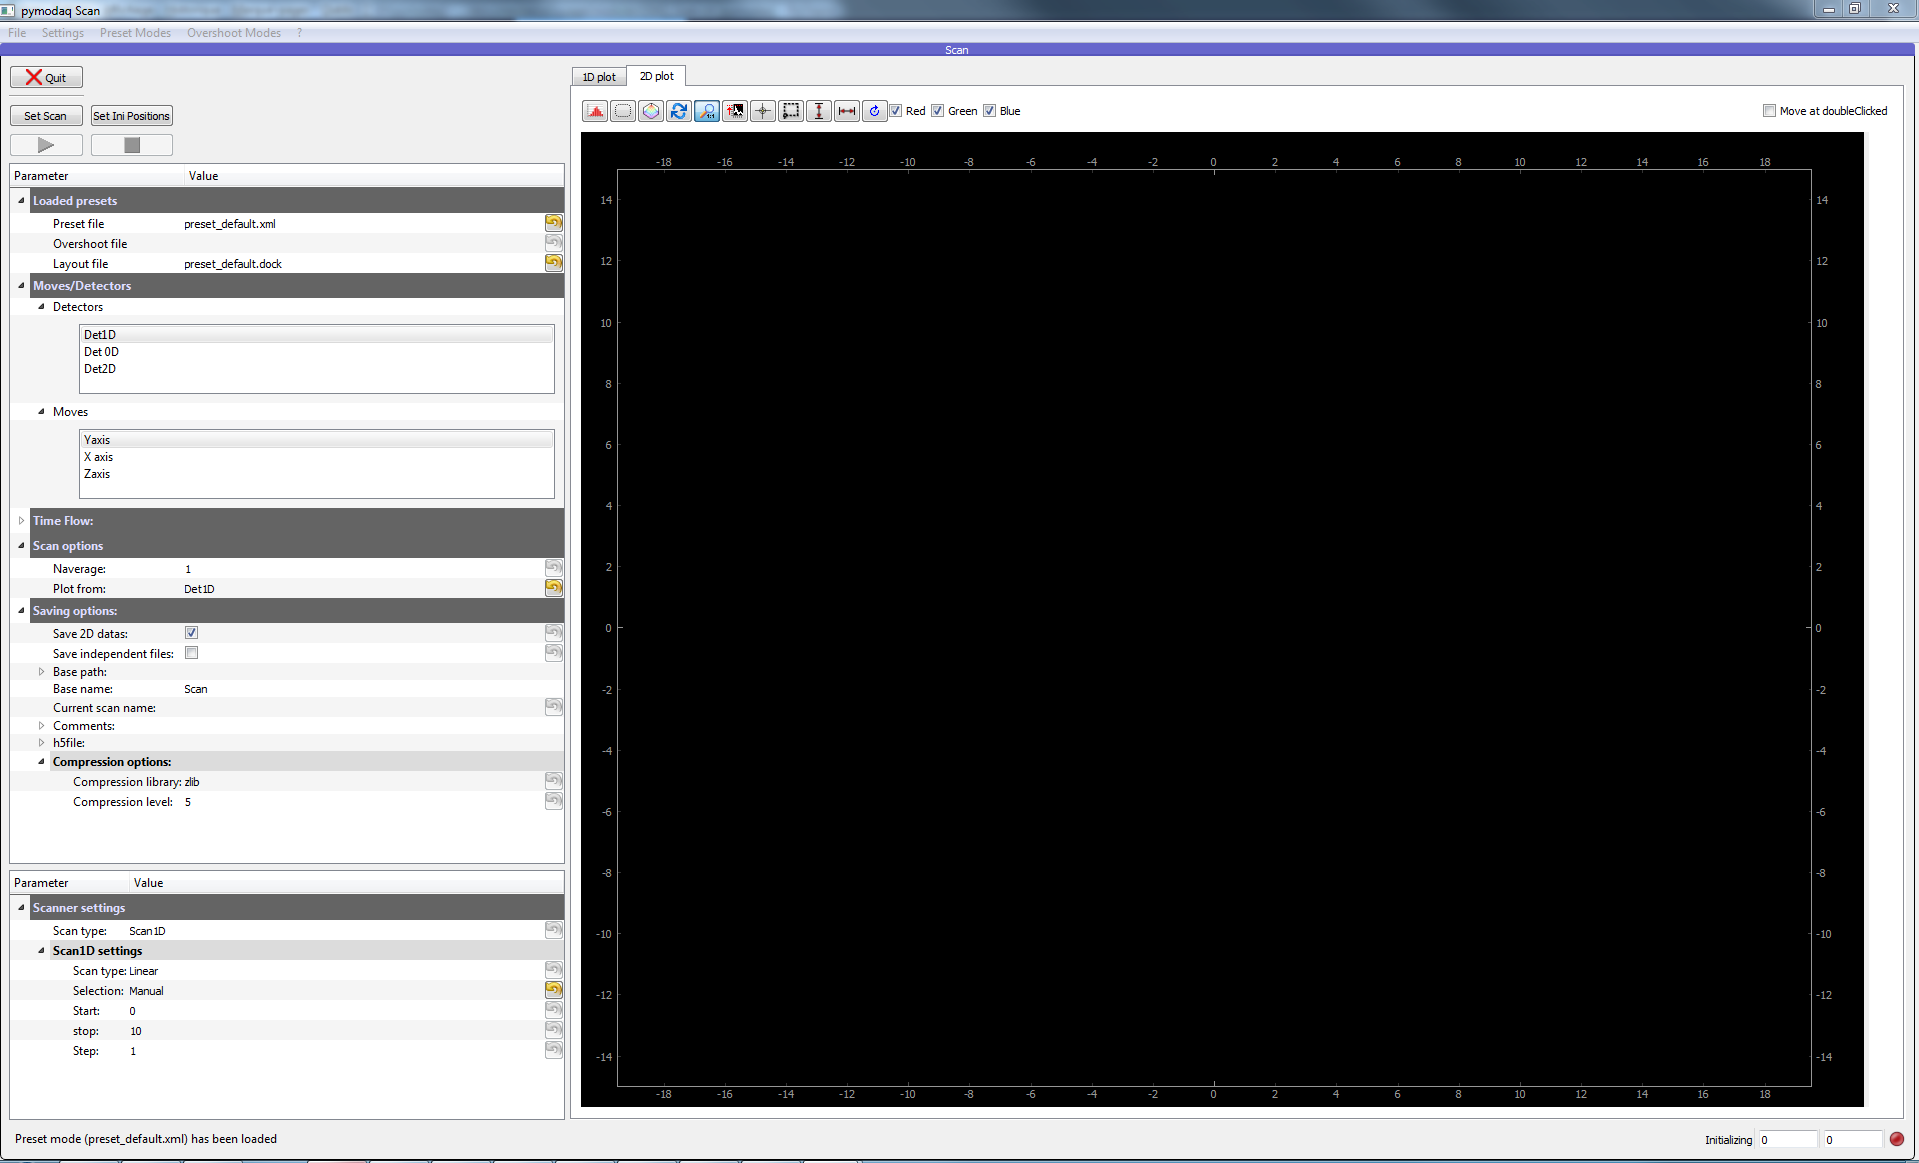 pymodaq Scan
File Settings Preset Modes Overshoot Modes ?
Scan
Quit
Set Scan Set Ini Positions
Parameter Value
Loaded presets
Preset file preset_default.xml
Overshoot file
Layout file preset_default.dock
Moves/Detectors
Detectors
Det1D
Det 0D
Det2D
Moves
Yaxis
X axis
Zaxis
Time Flow:
Scan options
Naverage: 1
Plot from: Det1D
Saving options:
Save 2D datas:
Save independent files:
Base path:
Base name: Scan
Current scan name:
Comments:
h5file:
Compression options:
Compression library: zlib
Compression level: 5
Parameter Value
Scanner settings
Scan type: Scan1D
Scan1D settings
Scan type: Linear
Selection: Manual
Start: 0
stop: 10
Step: 1
1D plot 2D plot
Red Green Blue Move at doubleClicked
-18 -16 -14 -12 -10 -8 -6 -4 -2 0 2 4 6 8 10 12 14 16 18
14 14
12 12
10 10
8 8
6 6
4 4
2 2
0 0
-2 -2
-4 -4
-6 -6
-8 -8
-10 -10
-12 -12
-14 -14
-18 -16 -14 -12 -10 -8 -6 -4 -2 0 2 4 6 8 10 12 14 16 18
Preset mode (preset_default.xml) has been loaded
Initializing 0 0